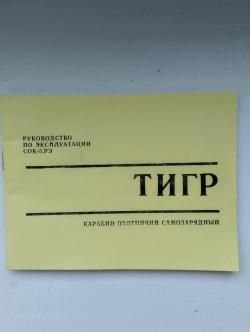 РУКОВОДСТВО
ПО ЭКСПЛУАТАЦИИ
СОК-5.РЭ
ТИГР
КАРАБИН ОХОТНИЧИЙ САМОЗАРЯДНЫЙ